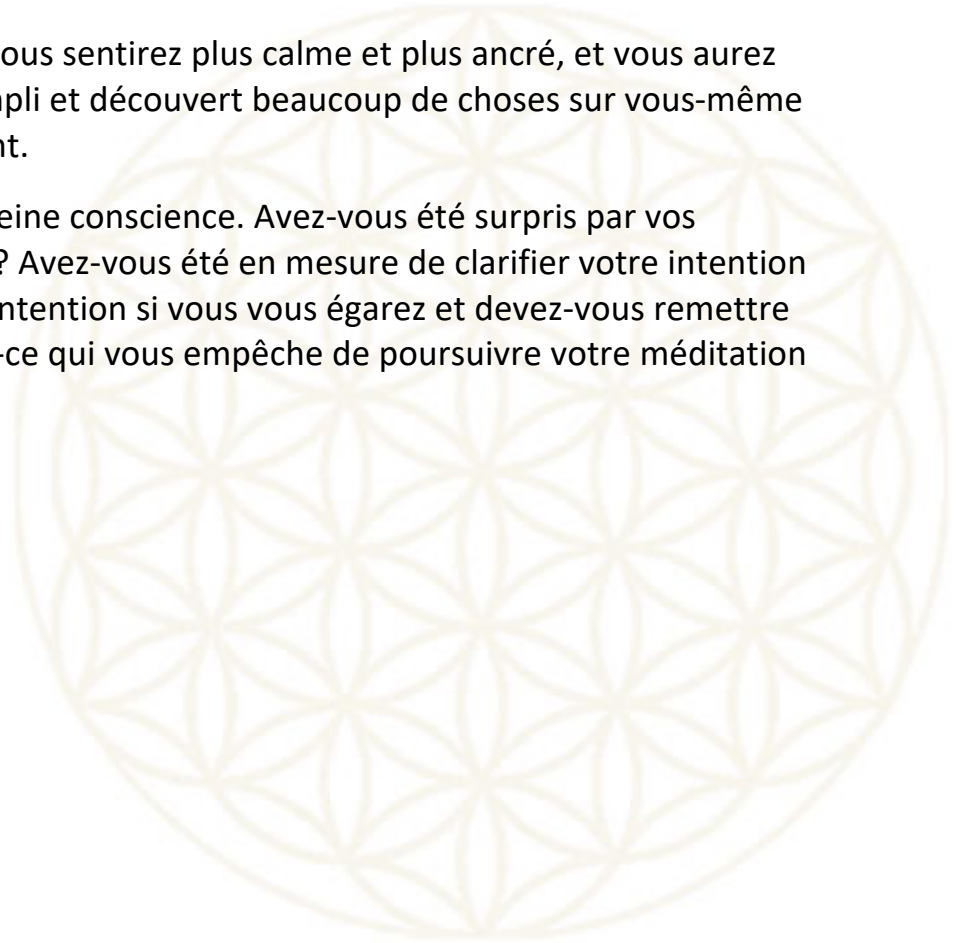 ous sentirez plus calme et plus ancré, et vous aurez
pli et découvert beaucoup de choses sur vous-même
nt.
eine conscience. Avez-vous été surpris par vos
? Avez-vous été en mesure de clarifier votre intention
ntention si vous vous égarez et devez-vous remettre
-ce qui vous empêche de poursuivre votre méditation